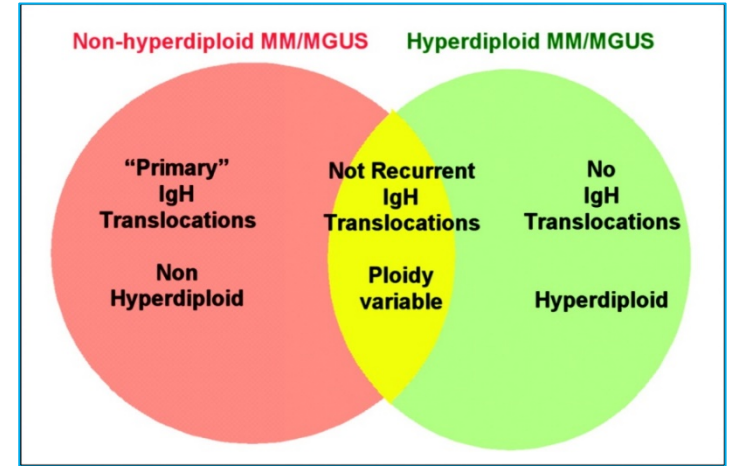 Non-hyperdiploid MM/MGUS
Hyperdiploid MM/MGUS
“Primary”
IgH
Translocations
Non
Hyperdiploid
Not Recurrent
IgH
Translocations
Ploidy
variable
No
IgH
Translocations
Hyperdiploid